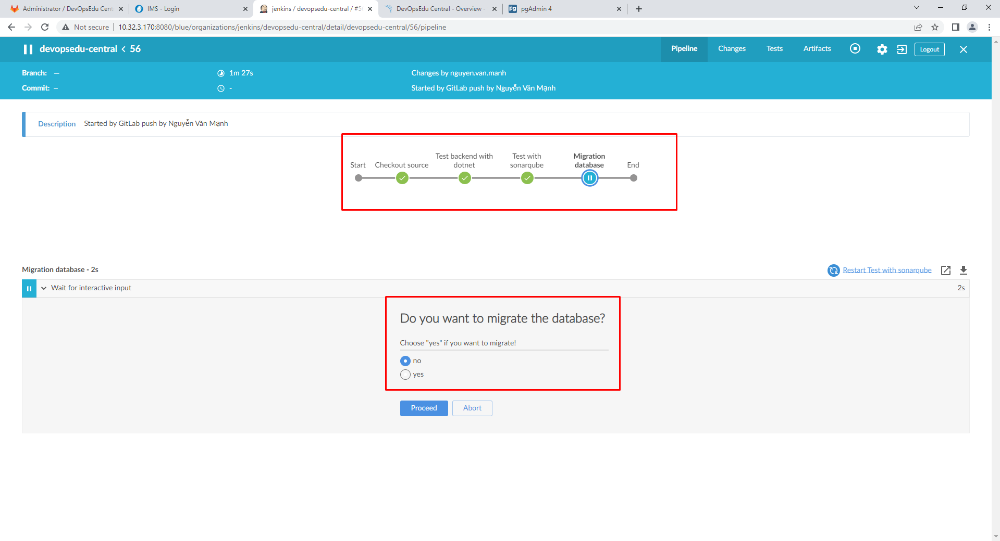 Administrator / DevOpsEdu Cent
IMS - Login
jenkins / devopsedu-central / #56
DevOpsEdu Central - Overview -
pgAdmin 4
Not secure
10.32.3.170:8080/blue/organizations/jenkins/devopsedu-central/detail/devopsedu-central/56/pipeline
devopsedu-central < 56
Pipeline
Changes
Tests
Artifacts
Logout
Branch: —
1m 27s
Changes by nguyen.van.manh
Commit: —
-
Started by GitLab push by Nguyễn Văn Mạnh
Description Started by GitLab push by Nguyễn Văn Mạnh
Start
Checkout source
Test backend with
dotnet
Test with
sonarqube
Migration
database
End
Migration database - 2s
Restart Test with sonarqube
Wait for interactive input
2s
Do you want to migrate the database?
Choose "yes" if you want to migrate!
no
yes
Proceed
Abort